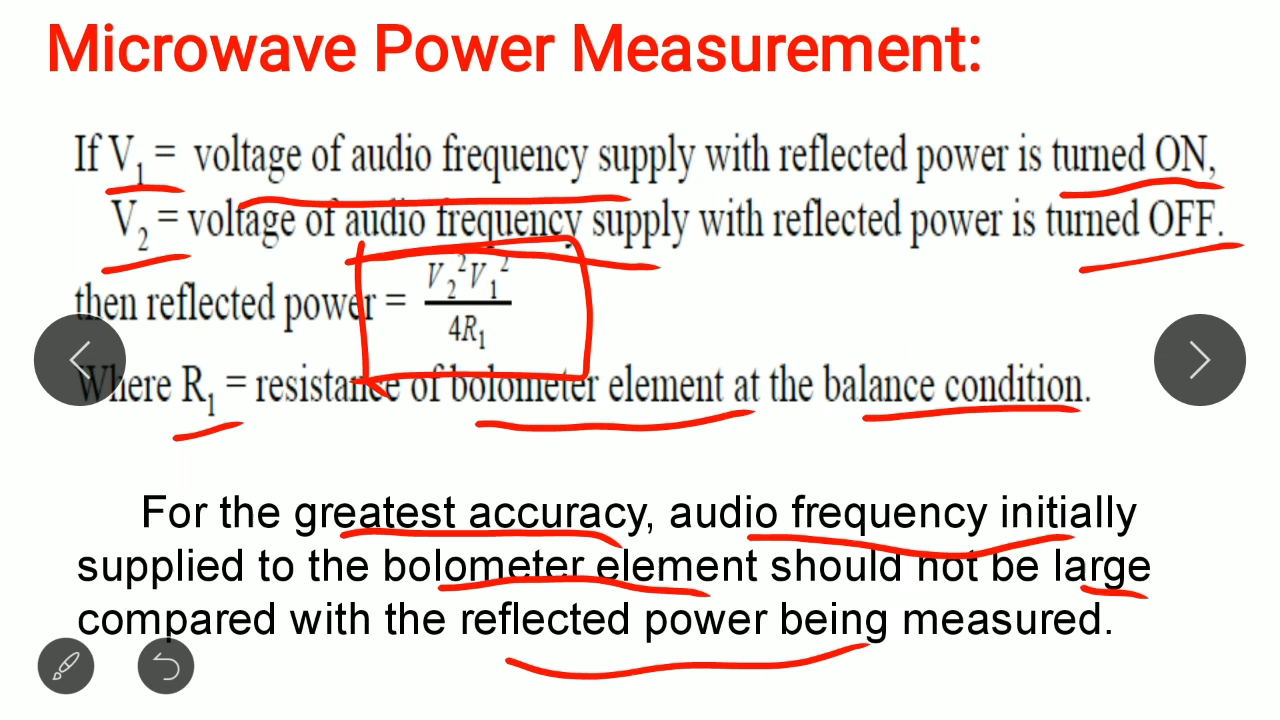 Microwave Power Measurement:
If V₁ = voltage of audio frequency supply with reflected power is turned ON,
V₂ = voltage of audio frequency supply with reflected power is turned OFF.
then reflected power = V₂²V₁² / 4R₁
Where R₁ = resistance of bolometer element at the balance condition.
For the greatest accuracy, audio frequency initially
supplied to the bolometer element should not be large
compared with the reflected power being measured.